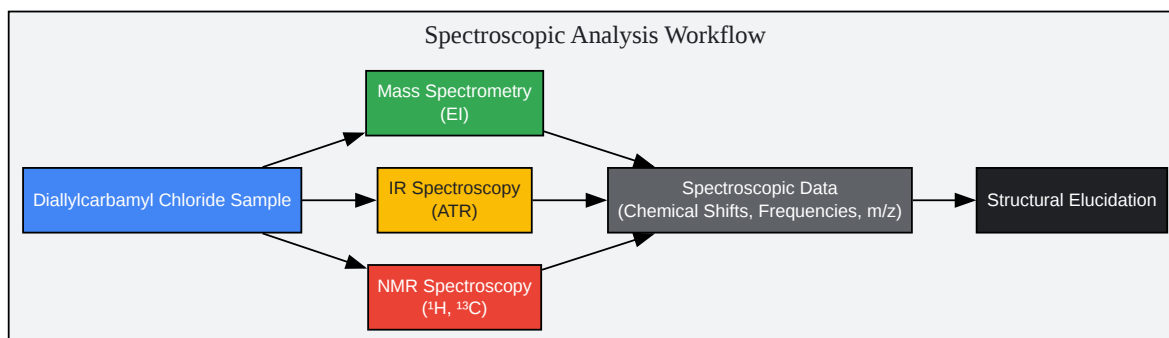 Spectroscopic Analysis Workflow
Mass Spectrometry
(EI)
Diallylcarbamyl Chloride Sample
IR Spectroscopy
(ATR)
Spectroscopic Data
(Chemical Shifts, Frequencies, m/z)
Structural Elucidation
NMR Spectroscopy
(¹H, ¹³C)